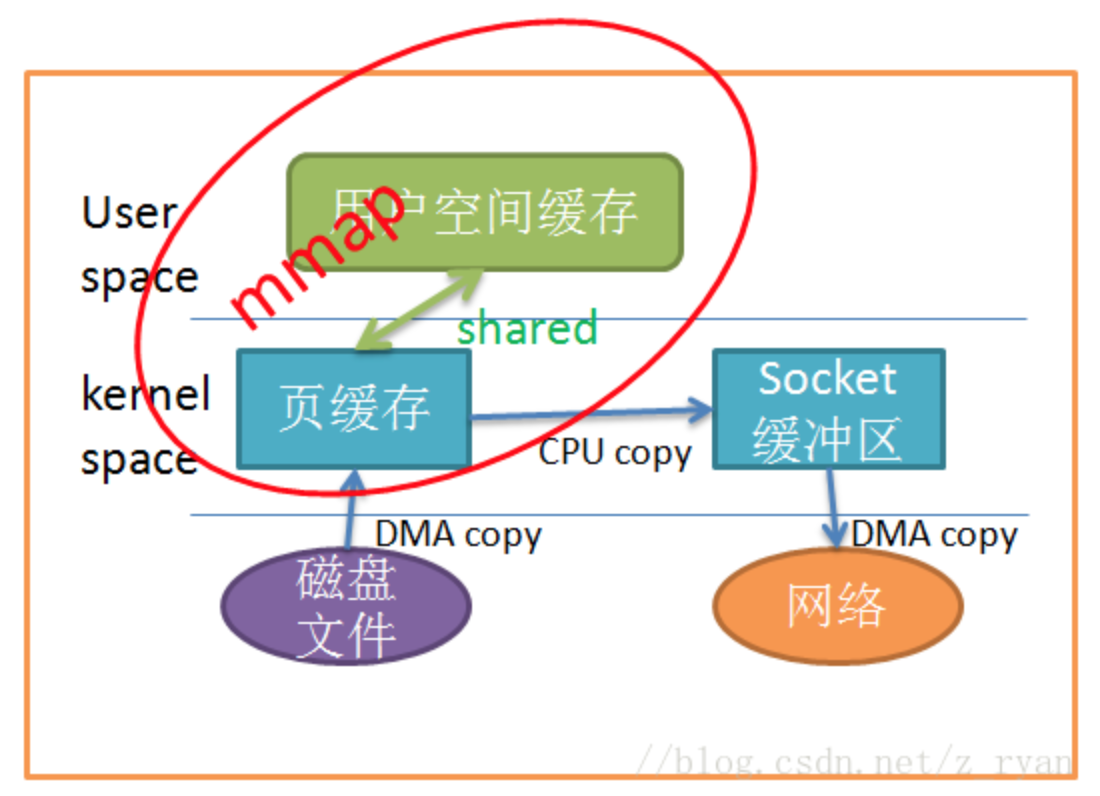 用户空间缓存
mmap
User
space
shared
kernel
space
页缓存
Socket
缓冲区
CPU copy
DMA copy
DMA copy
磁盘
文件
网络
//blog.csdn.net/z_ryan